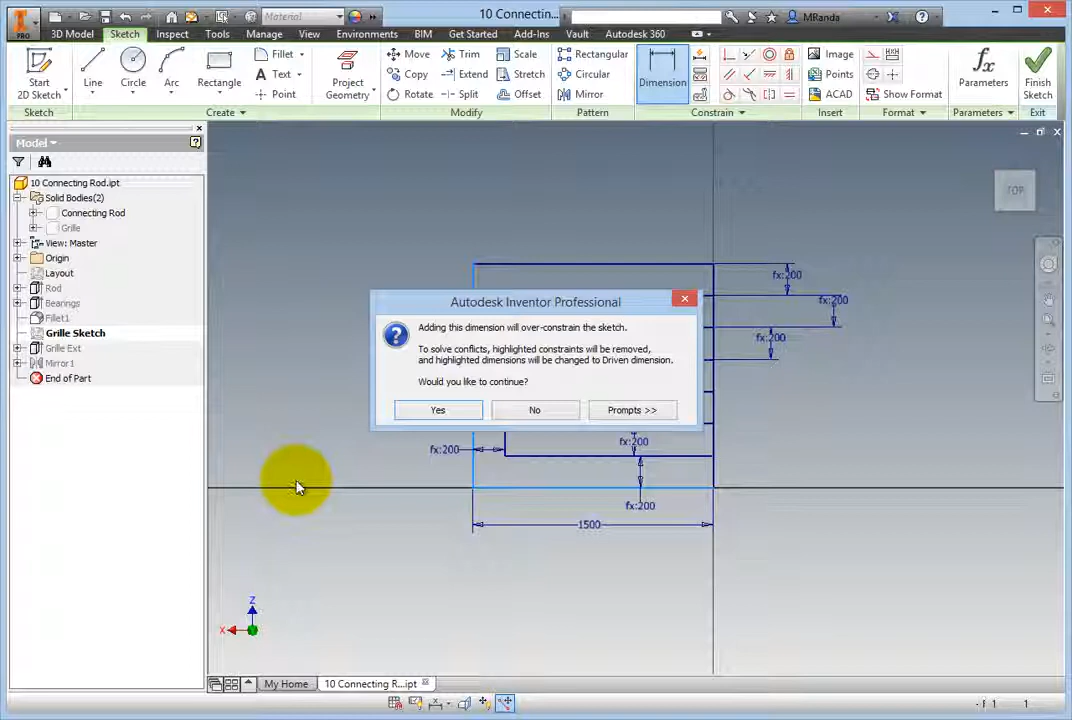 10 Connectin...
Material
MRanda
PRO
3D Model
Sketch
Inspect
Tools
Manage
View
Environments
BIM
Get Started
Add-Ins
Vault
Autodesk 360
Start
2D Sketch
Line
Circle
Arc
Rectangle
Fillet
Text
Point
Project
Geometry
Move
Copy
Rotate
Trim
Extend
Split
Scale
Stretch
Offset
Rectangular
Circular
Mirror
Dimension
Image
Points
ACAD
Show Format
Parameters
Finish
Sketch
Sketch
Create
Modify
Pattern
Constrain
Insert
Format
Parameters
Exit
Model
10 Connecting Rod.ipt
Solid Bodies(2)
Connecting Rod
Grille
View: Master
Origin
Layout
Rod
Bearings
Fillet1
Grille Sketch
Grille Ext
Mirror1
End of Part
TOP
fx:200
fx:200
fx:200
Autodesk Inventor Professional
Adding this dimension will over-constrain the sketch.
To solve conflicts, highlighted constraints will be removed,
and highlighted dimensions will be changed to Driven dimension.
Would you like to continue?
Yes
No
Prompts >>
fx:200
fx:200
fx:200
1500
Z
X
My Home
10 Connecting R...ipt
1
1